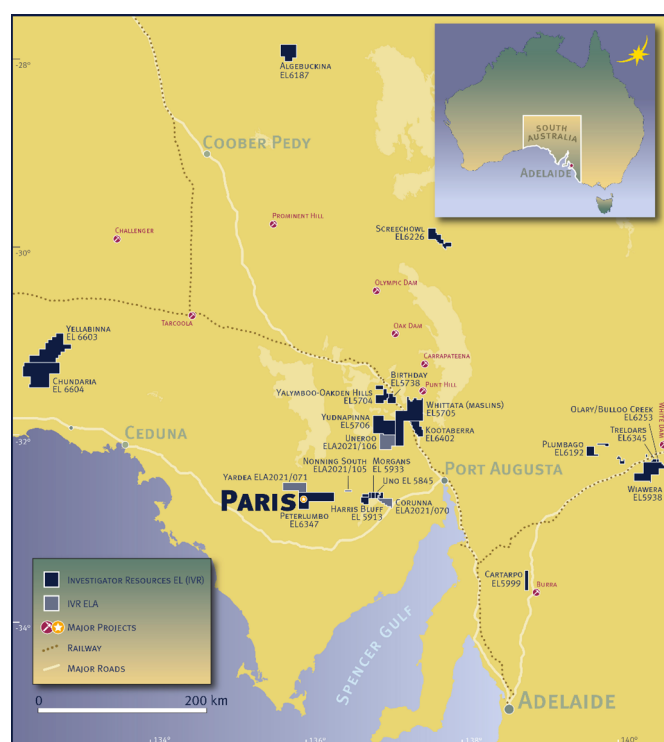 -28°
ALGEBUCKINA
EL6187
SOUTH
AUSTRALIA
ADELAIDE
COOBER PEDY
PROMINENT HILL
CHALLENGER
SCREECHOWL
EL6226
-30°
OLYMPIC DAM
TARCOOLA
OAK DAM
YELLABINNA
EL 6603
CHUNDARIA
EL 6604
CARRAPATEENA
BIRTHDAY
EL5738
PUNT HILL
YALYMBOO-OAKDEN HILLS
EL5704
WHITTATA (MASLINS)
EL5705
YUDNAPINNA
EL5706
KOOTABERRA
EL6402
UNEROO
ELA2021/106
OLARY/BULLOO CREEK
EL6253
WHITE DAM
TRELOARS
EL6345
PLUMBAGO
EL6192
-32°
CEDUNA
NONNING SOUTH
ELA2021/105
MORGANS
EL 5933
PORT AUGUSTA
YARDEA ELA2021/071
UNO EL 5845
WIAWERA
EL5938
PARIS
PETERLUMBO
EL6347
HARRIS BLUFF
EL 5913
CORUNNA
ELA2021/070
INVESTIGATOR RESOURCES EL (IVR)
IVR ELA
MAJOR PROJECTS
RAILWAY
MAJOR ROADS
CARTARPO
EL5999
BURRA
-34°
SPENCER GULF
0
200 km
ADELAIDE
+134°
+136°
+138°
+140°